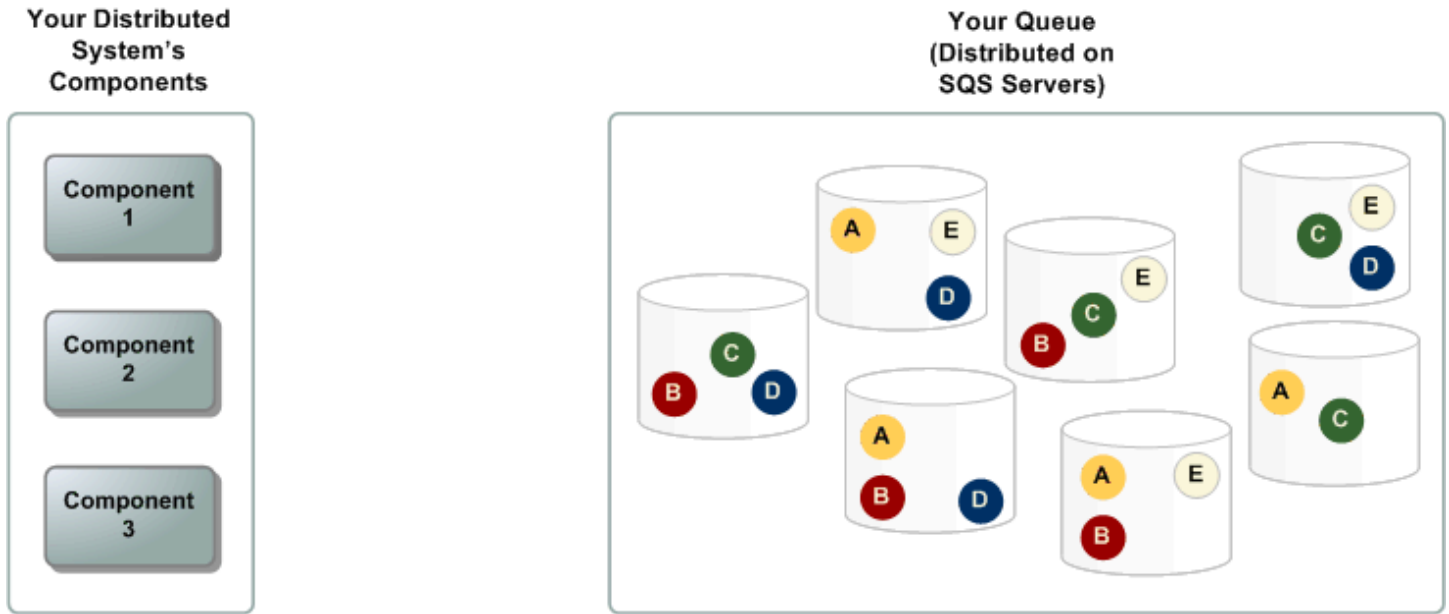 Your Distributed
System's
Components
Component
1
Component
2
Component
3
Your Queue
(Distributed on
SQS Servers)
B
C
D
A
E
D
B
C
E
A
B
D
A
E
B
C
E
D
A
C